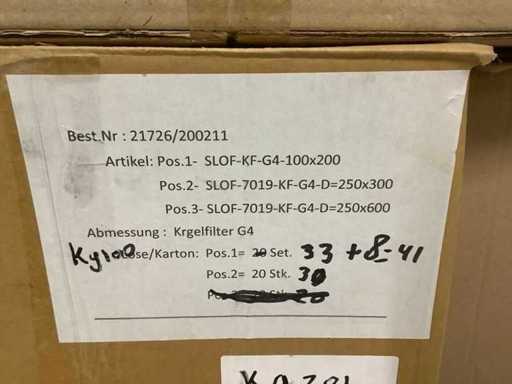 Best.Nr : 21726/200211
Artikel: Pos.1- SLOF-KF-G4-100x200
Pos.2- SLOF-7019-KF-G4-D=250x300
Pos.3- SLOF-7019-KF-G4-D=250x600
Abmessung : Krgelfilter G4
öse/Karton: Pos.1= 20 Set. 33 + 8-41
Pos.2= 20 Stk. 30
20